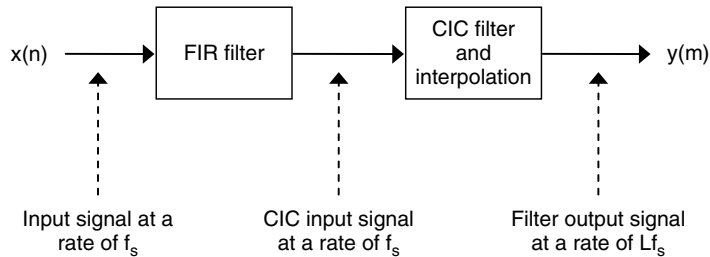 x(n)
FIR filter
CIC filter
and
interpolation
y(m)
Input signal at a
rate of fs
CIC input signal
at a rate of fs
Filter output signal
at a rate of Lfs